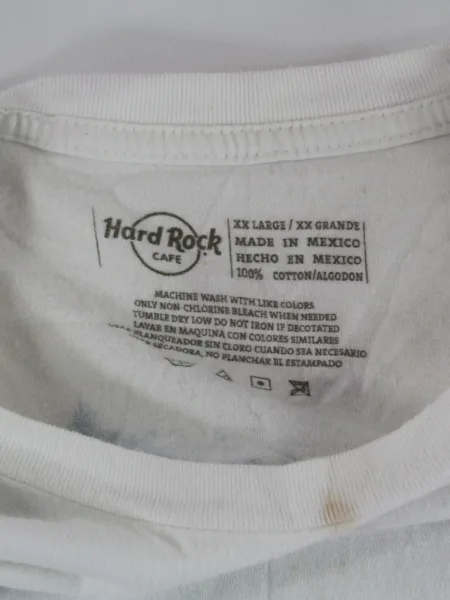 Hard Rock
CAFE
XX LARGE / XX GRANDE
MADE IN MEXICO
HECHO EN MEXICO
100% COTTON/ALGODON
MACHINE WASH WITH LIKE COLORS
ONLY NON-CHLORINE BLEACH WHEN NEEDED
TUMBLE DRY LOW DO NOT IRON IF DECOTATED
LAVAR EN MAQUINA CON COLORES SIMILARES
BLANQUEADOR SIN CLORO CUANDO SEA NECESARIO
SECADORA, NO PLANCHAR EL ESTAMPADO